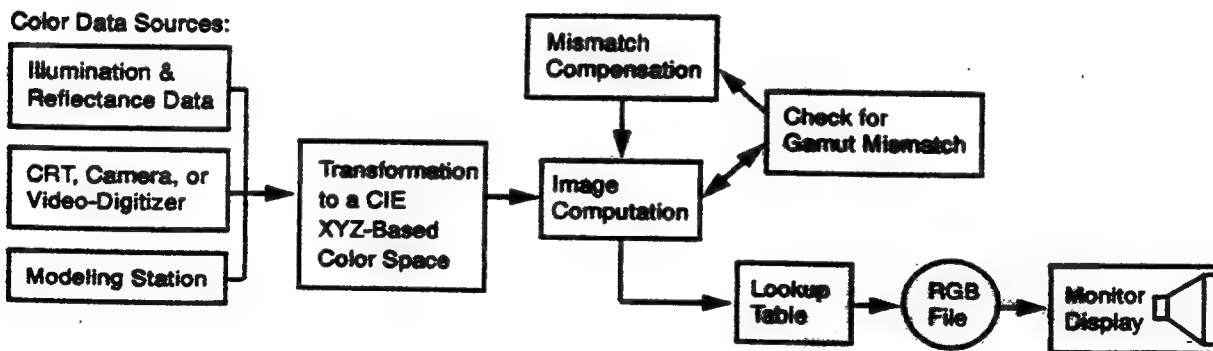 Color Data Sources:
Illumination &
Reflectance Data
CRT, Camera, or
Video-Digitizer
Modeling Station
Transformation
to a CIE
XYZ-Based
Color Space
Mismatch
Compensation
Check for
Gamut Mismatch
Image
Computation
Lookup
Table
RGB
File
Monitor
Display